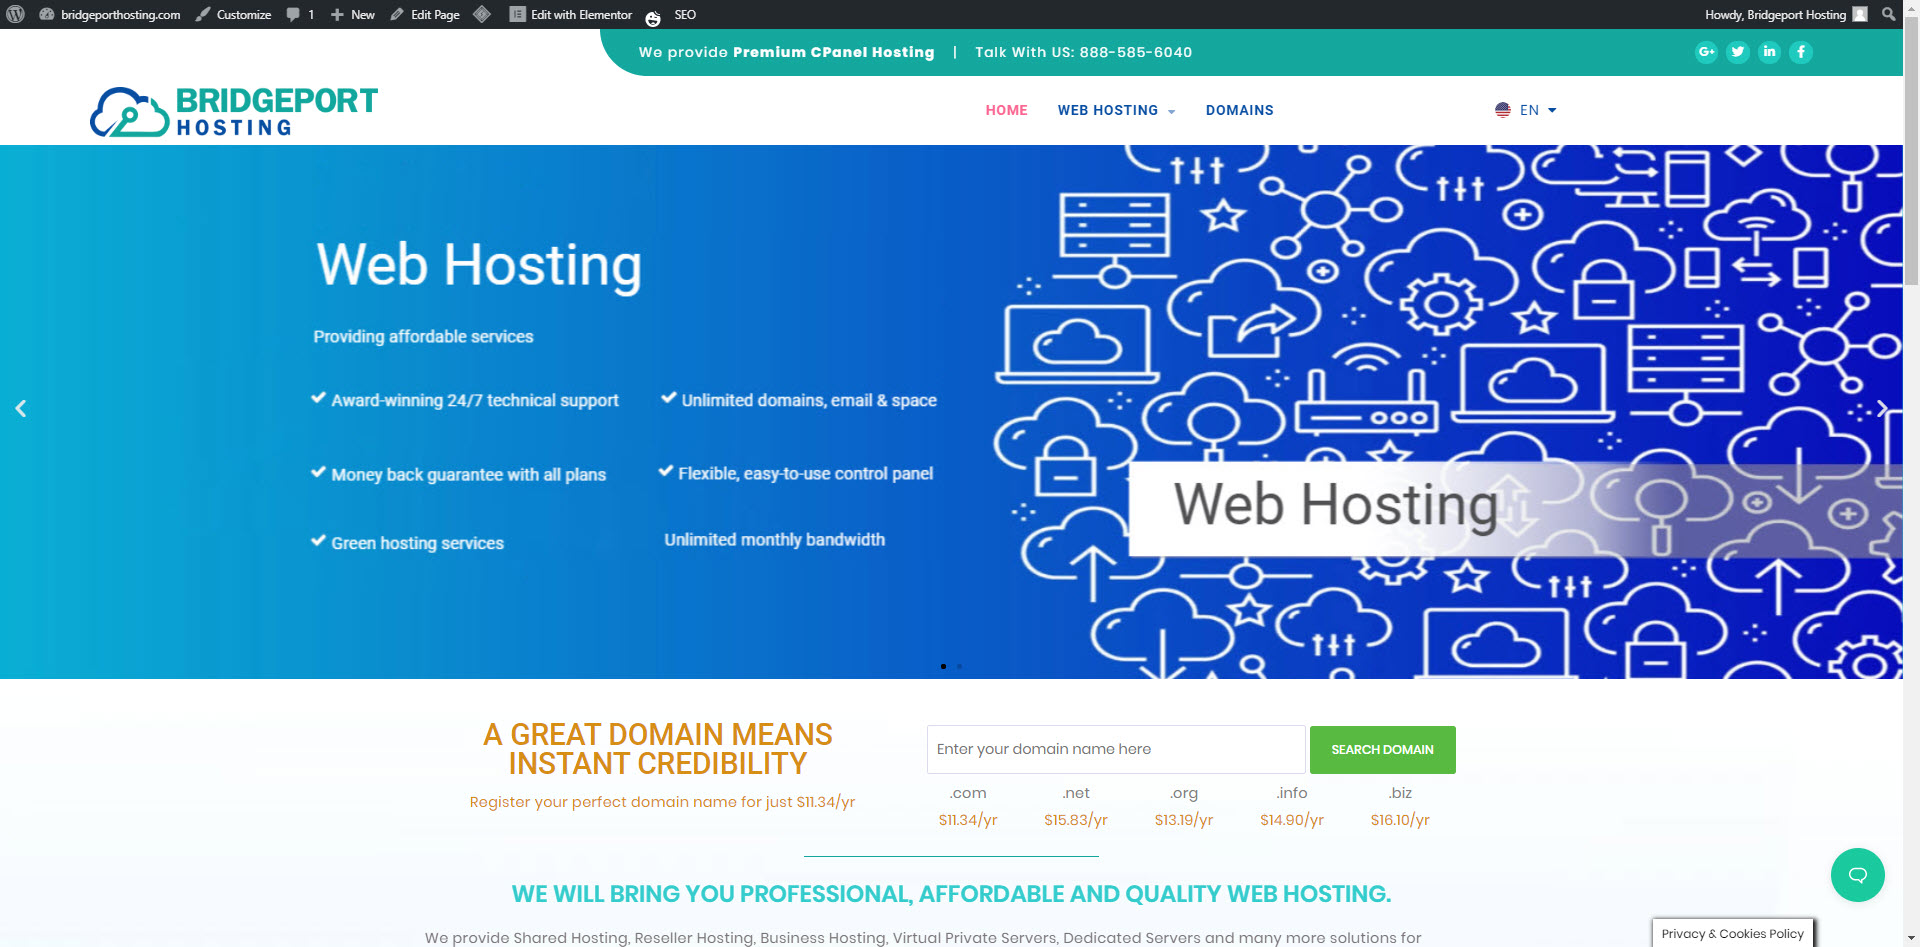 bridgeporthosting.com Customize 1 New Edit Page Edit with Elementor SEO Howdy, Bridgeport Hosting
We provide Premium CPanel Hosting | Talk With US: 888-585-6040
BRIDGEPORT
HOSTING
HOME WEB HOSTING DOMAINS EN
Web Hosting
Providing affordable services
Award-winning 24/7 technical support
Unlimited domains, email & space
Money back guarantee with all plans
Flexible, easy-to-use control panel
Green hosting services
Unlimited monthly bandwidth
Web Hosting
A GREAT DOMAIN MEANS
INSTANT CREDIBILITY
Register your perfect domain name for just $11.34/yr
Enter your domain name here SEARCH DOMAIN
.com .net .org .info .biz
$11.34/yr $15.83/yr $13.19/yr $14.90/yr $16.10/yr
WE WILL BRING YOU PROFESSIONAL, AFFORDABLE AND QUALITY WEB HOSTING.
We provide Shared Hosting, Reseller Hosting, Business Hosting, Virtual Private Servers, Dedicated Servers and many more solutions for
Privacy & Cookies Policy